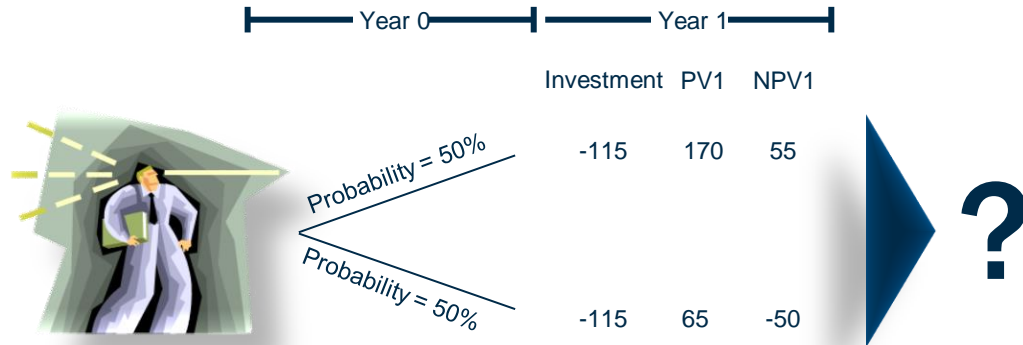 Year 0 Year 1
Investment PV1 NPV1
Probability = 50%
-115 170 55
?
Probability = 50%
-115 65 -50